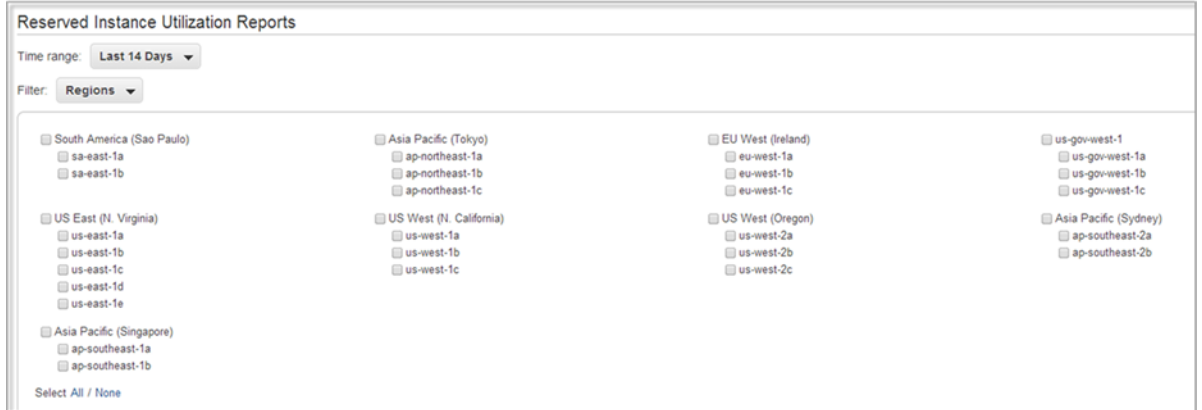 Reserved Instance Utilization Reports
Time range: Last 14 Days
Filter: Regions
South America (Sao Paulo)
sa-east-1a
sa-east-1b
Asia Pacific (Tokyo)
ap-northeast-1a
ap-northeast-1b
ap-northeast-1c
EU West (Ireland)
eu-west-1a
eu-west-1b
eu-west-1c
us-gov-west-1
us-gov-west-1a
us-gov-west-1b
us-gov-west-1c
US East (N. Virginia)
us-east-1a
us-east-1b
us-east-1c
us-east-1d
us-east-1e
US West (N. California)
us-west-1a
us-west-1b
us-west-1c
US West (Oregon)
us-west-2a
us-west-2b
us-west-2c
Asia Pacific (Sydney)
ap-southeast-2a
ap-southeast-2b
Asia Pacific (Singapore)
ap-southeast-1a
ap-southeast-1b
Select All / None